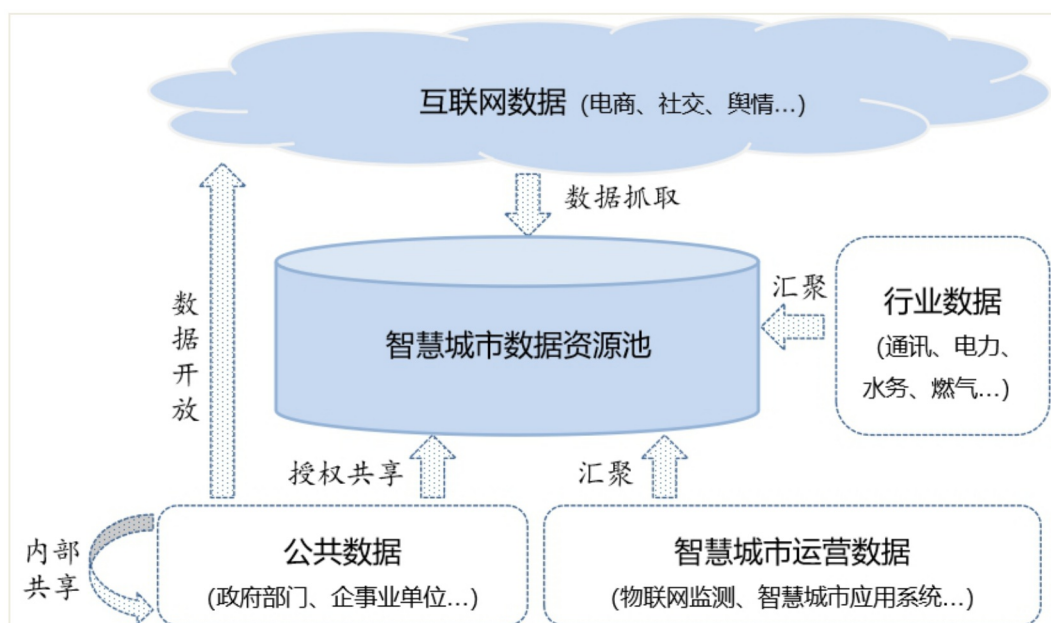 互联网数据 (电商、社交、舆情…)
数据抓取
数据开放
智慧城市数据资源池
汇聚
行业数据
(通讯、电力、
水务、燃气…)
授权共享
汇聚
内部
共享
公共数据
(政府部门、企事业单位…)
智慧城市运营数据
(物联网监测、智慧城市应用系统…)